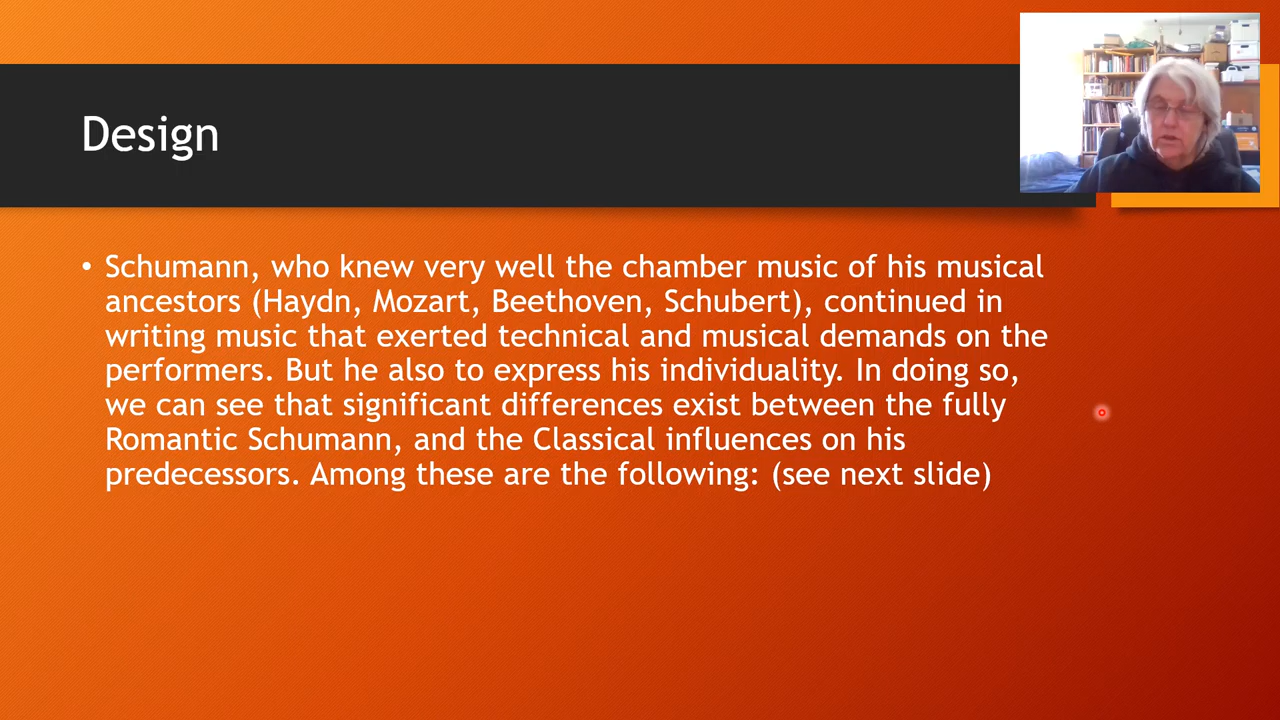 Design
• Schumann, who knew very well the chamber music of his musical
ancestors (Haydn, Mozart, Beethoven, Schubert), continued in
writing music that exerted technical and musical demands on the
performers. But he also to express his individuality. In doing so,
we can see that significant differences exist between the fully
Romantic Schumann, and the Classical influences on his
predecessors. Among these are the following: (see next slide)